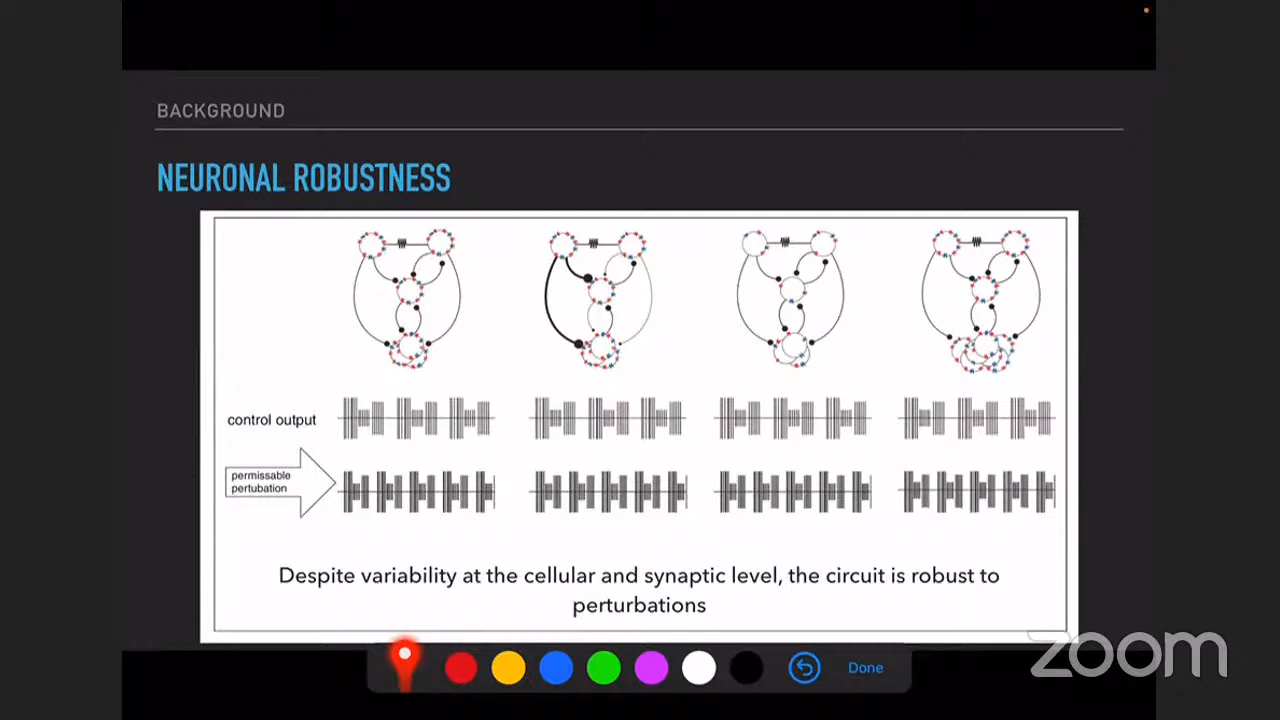 BACKGROUND
NEURONAL ROBUSTNESS
control output
permissable
pertubation
Despite variability at the cellular and synaptic level, the circuit is robust to
perturbations
Done
zoom